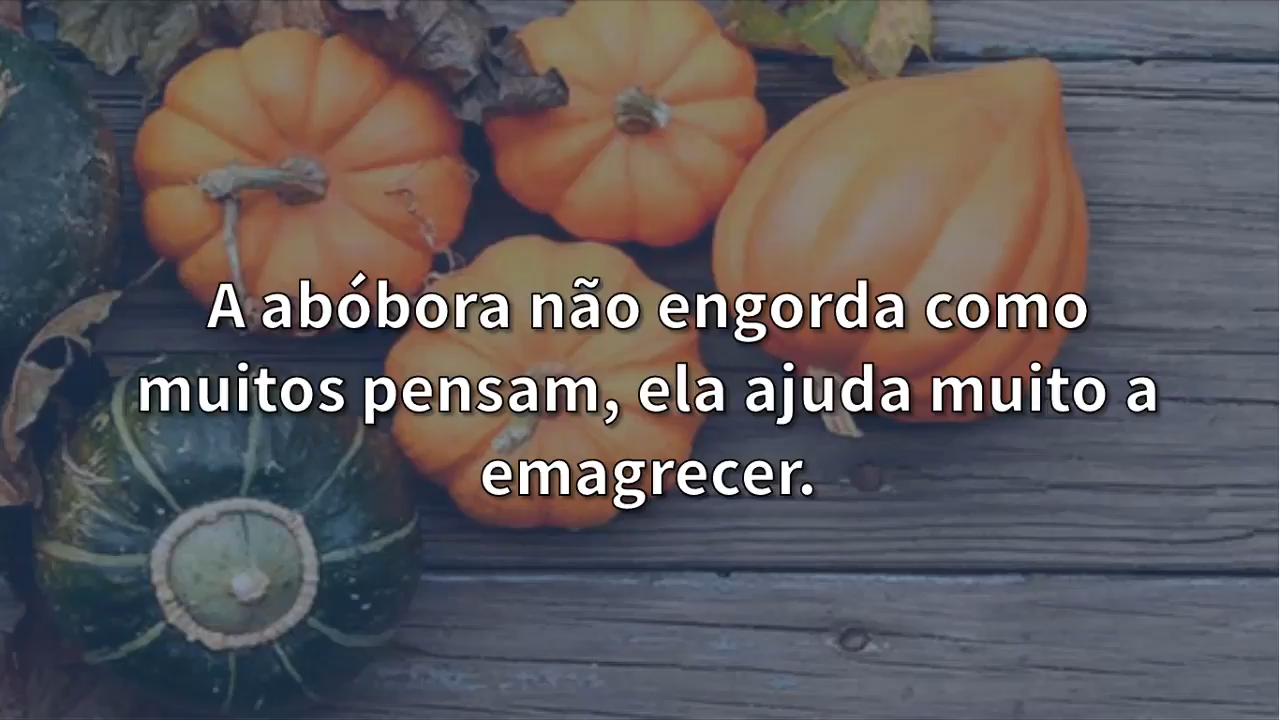 A abóbora não engorda como
muitos pensam, ela ajuda muito a
emagrecer.